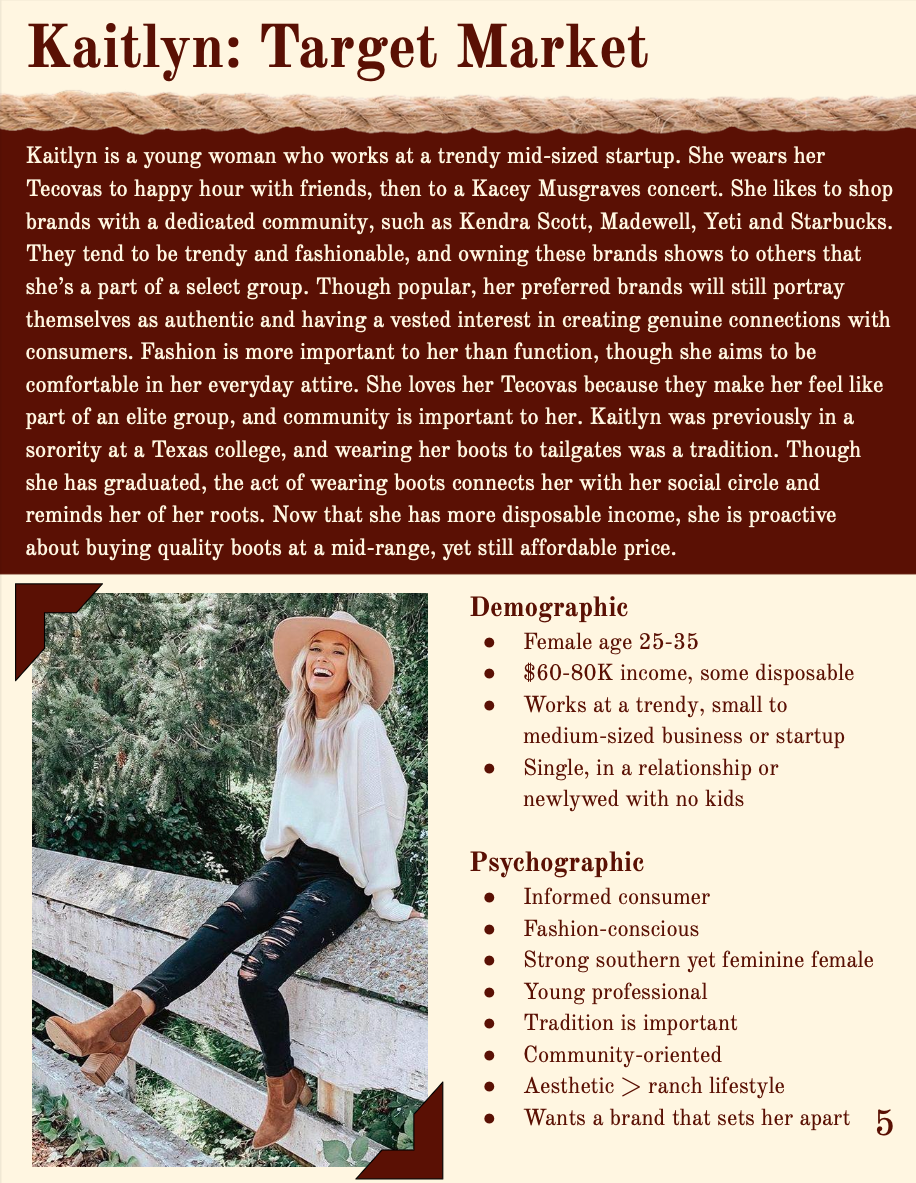 Kaitlyn: Target Market
Kaitlyn is a young woman who works at a trendy mid-sized startup. She wears her
Tecovas to happy hour with friends, then to a Kacey Musgraves concert. She likes to shop
brands with a dedicated community, such as Kendra Scott, Madewell, Yeti and Starbucks.
They tend to be trendy and fashionable, and owning these brands shows to others that
she’s a part of a select group. Though popular, her preferred brands will still portray
themselves as authentic and having a vested interest in creating genuine connections with
consumers. Fashion is more important to her than function, though she aims to be
comfortable in her everyday attire. She loves her Tecovas because they make her feel like
part of an elite group, and community is important to her. Kaitlyn was previously in a
sorority at a Texas college, and wearing her boots to tailgates was a tradition. Though
she has graduated, the act of wearing boots connects her with her social circle and
reminds her of her roots. Now that she has more disposable income, she is proactive
about buying quality boots at a mid-range, yet still affordable price.
Demographic
● Female age 25-35
● $60-80K income, some disposable
● Works at a trendy, small to
medium-sized business or startup
● Single, in a relationship or
newlywed with no kids
Psychographic
● Informed consumer
● Fashion-conscious
● Strong southern yet feminine female
● Young professional
● Tradition is important
● Community-oriented
● Aesthetic > ranch lifestyle
● Wants a brand that sets her apart
5